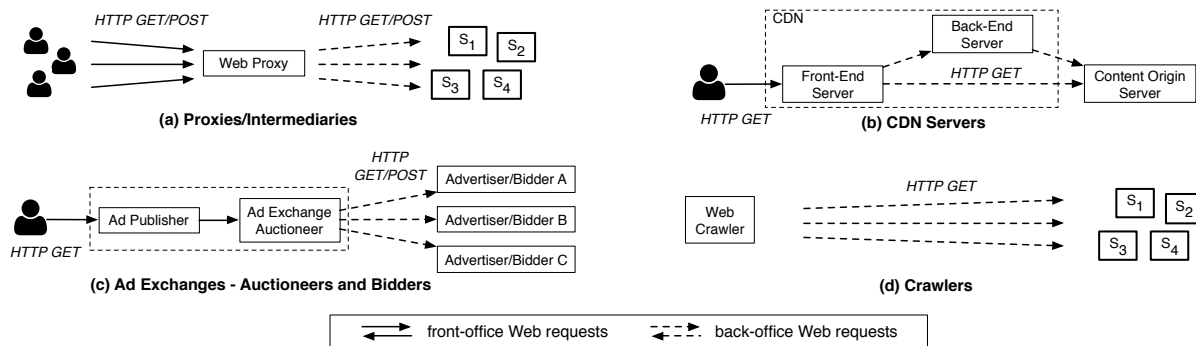 HTTP GET/POST
HTTP GET/POST
Web Proxy
S1
S2
S3
S4
(a) Proxies/Intermediaries
CDN
Back-End
Server
Front-End
Server
HTTP GET
Content Origin
Server
HTTP GET
(b) CDN Servers
HTTP
GET/POST
Ad Publisher
Ad Exchange
Auctioneer
Advertiser/Bidder A
Advertiser/Bidder B
Advertiser/Bidder C
HTTP GET
(c) Ad Exchanges - Auctioneers and Bidders
HTTP GET
Web
Crawler
S1
S2
S3
S4
(d) Crawlers
front-office Web requests
back-office Web requests